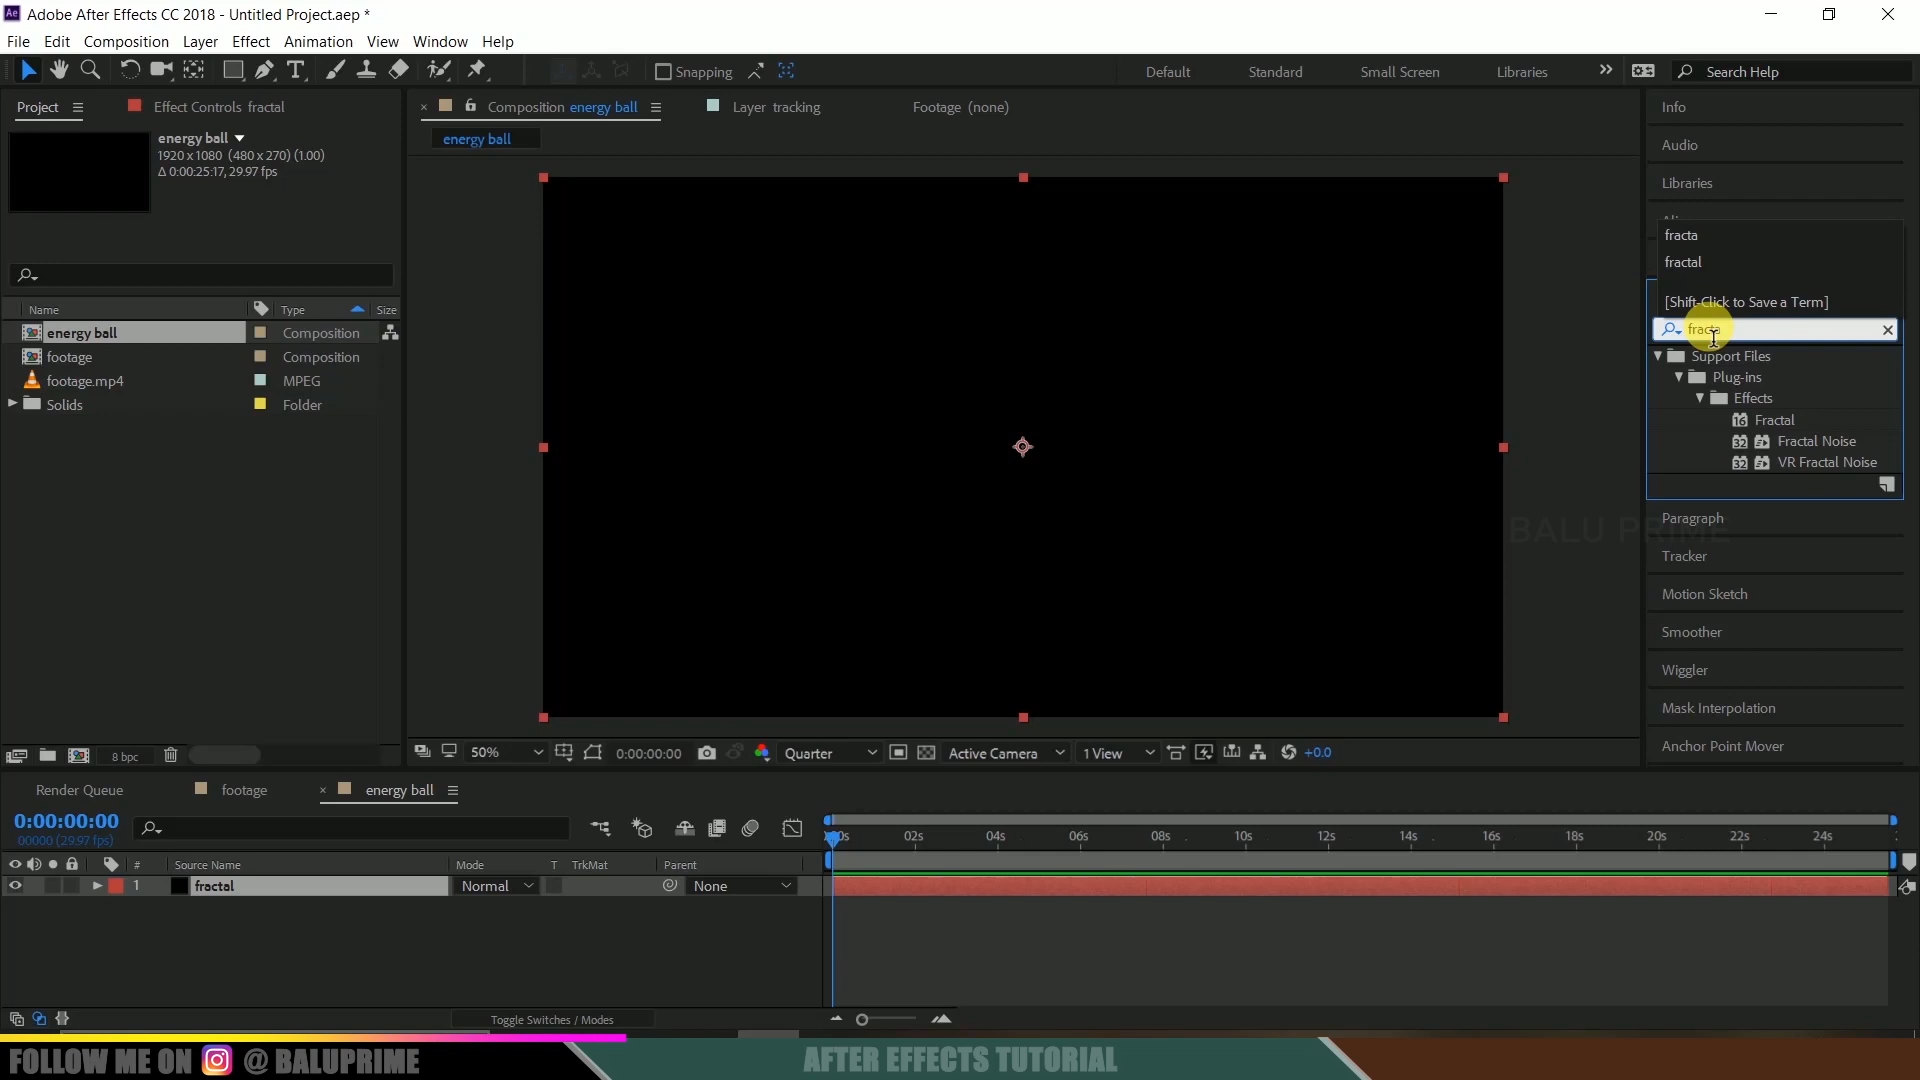 Adobe After Effects CC 2018 - Untitled Project.aep *
File Edit Composition Layer Effect Animation View Window Help
Snapping
Default Standard Small Screen Libraries Search Help
Project Effect Controls fractal
Composition energy ball Layer tracking Footage (none)
energy ball
energy ball
1920 x 1080 (480 x 270) (1.00)
Δ 0:00:25:17, 29.97 fps
Name Type Size
energy ball Composition
footage Composition
footage.mp4 MPEG
Solids Folder
8 bpc
50% 0:00:00:00 Quarter Active Camera 1 View +0.0
Info
Audio
Libraries
fracta
fractal
[Shift-Click to Save a Term]
fracta
Support Files
Plug-ins
Effects
16 Fractal
32 Fractal Noise
32 VR Fractal Noise
BALU PRIME
Paragraph
Tracker
Motion Sketch
Smoother
Wiggler
Mask Interpolation
Anchor Point Mover
Render Queue footage energy ball
0:00:00:00
00000 (29.97 fps)
02s 04s 06s 08s 10s 12s 14s 16s 18s 20s 22s 24s
# Source Name Mode T TrkMat Parent
1 fractal Normal None
Toggle Switches / Modes
FOLLOW ME ON @ BALUPRIME AFTER EFFECTS TUTORIAL